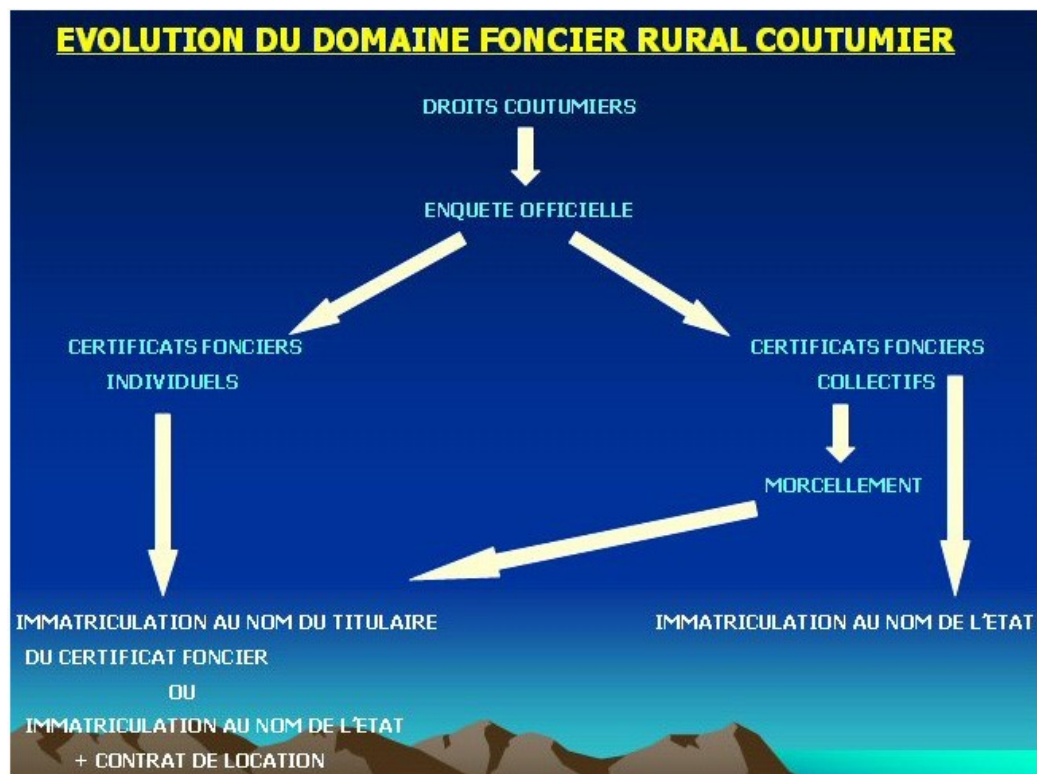 EVOLUTION DU DOMAINE FONCIER RURAL COUTUMIER
DROITS COUTUMIERS
ENQUETE OFFICIELLE
CERTIFICATS FONCIERS
INDIVIDUELS
CERTIFICATS FONCIERS
COLLECTIFS
MORCELLEMENT
IMMATRICULATION AU NOM DU TITULAIRE
DU CERTIFICAT FONCIER
OU
IMMATRICULATION AU NOM DE L'ETAT
+ CONTRAT DE LOCATION
IMMATRICULATION AU NOM DE L'ETAT